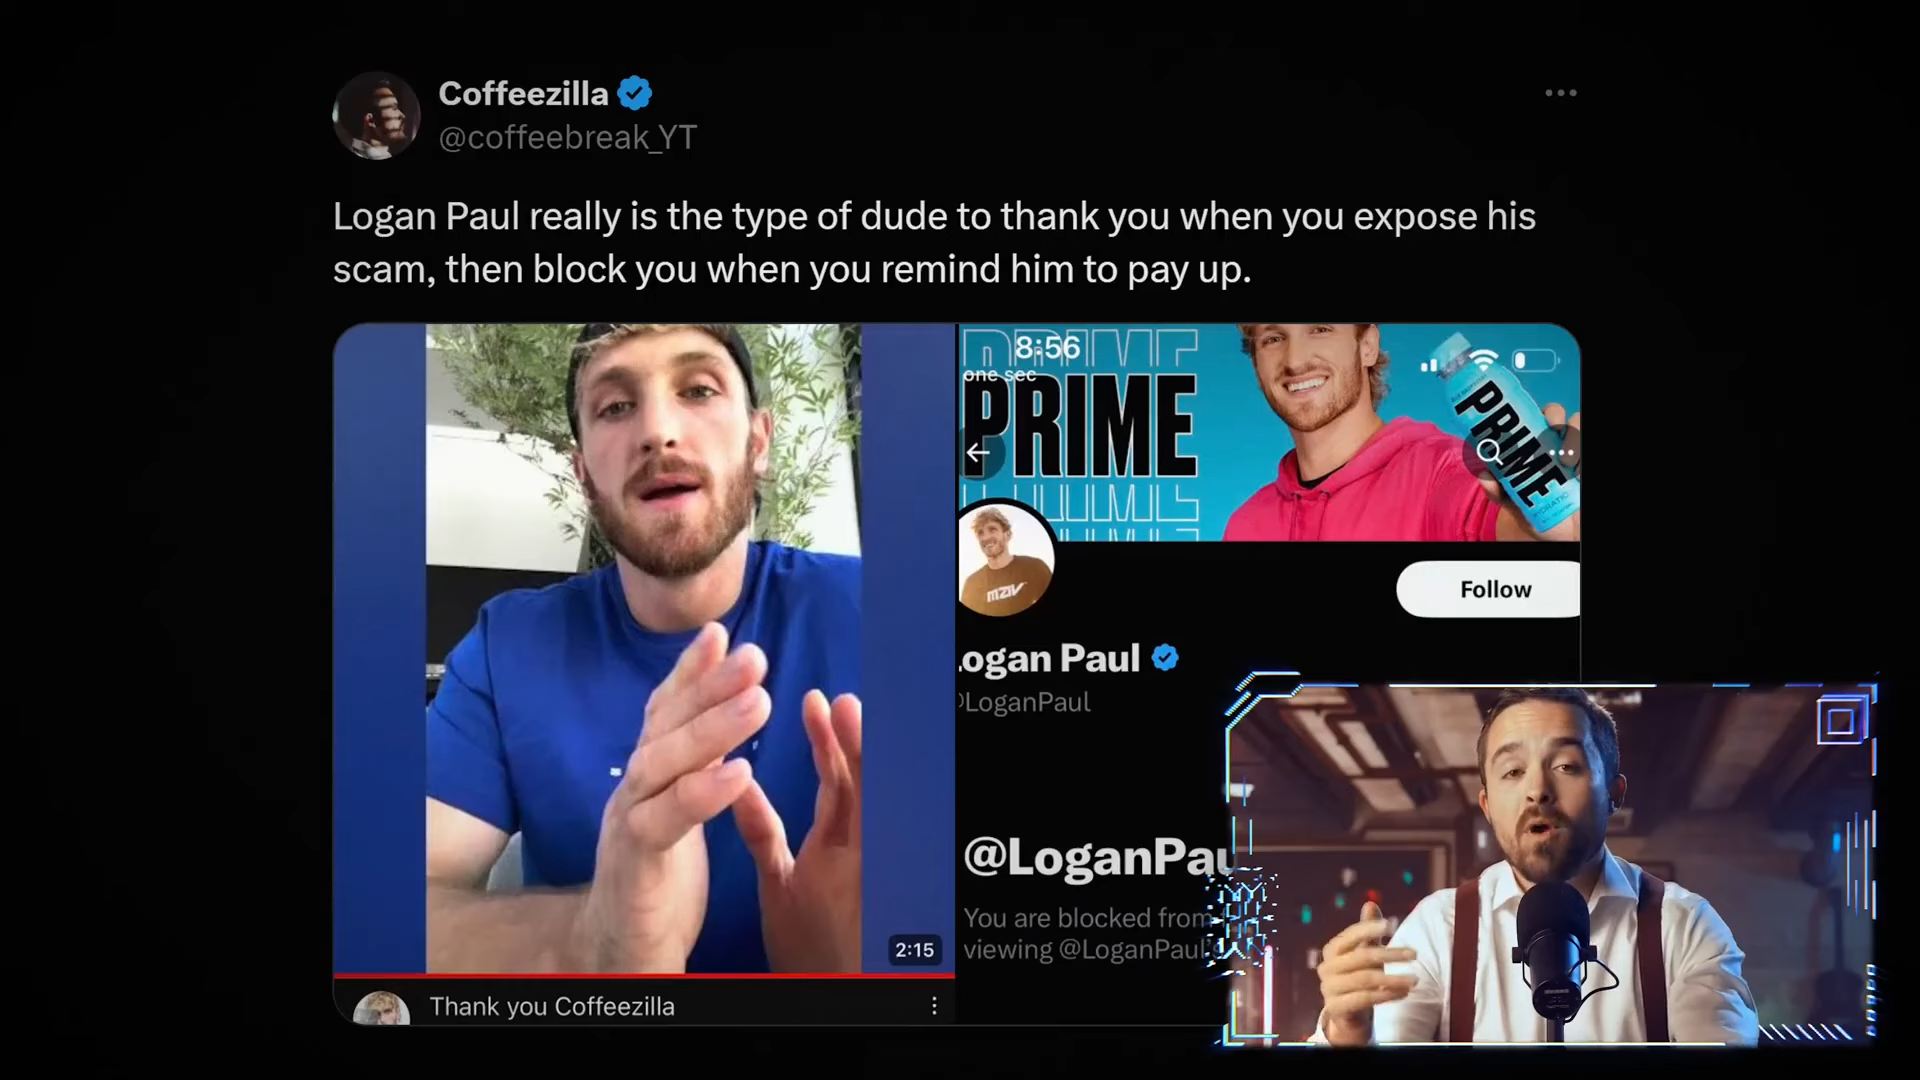 Coffeezilla
@coffeebreak_YT
Logan Paul really is the type of dude to thank you when you expose his
scam, then block you when you remind him to pay up.
8:56
one sec
PRIME
PRIME
Follow
ogan Paul
LoganPaul
@LoganPau
You are blocked from
viewing @LoganPaul's
2:15
Thank you Coffeezilla